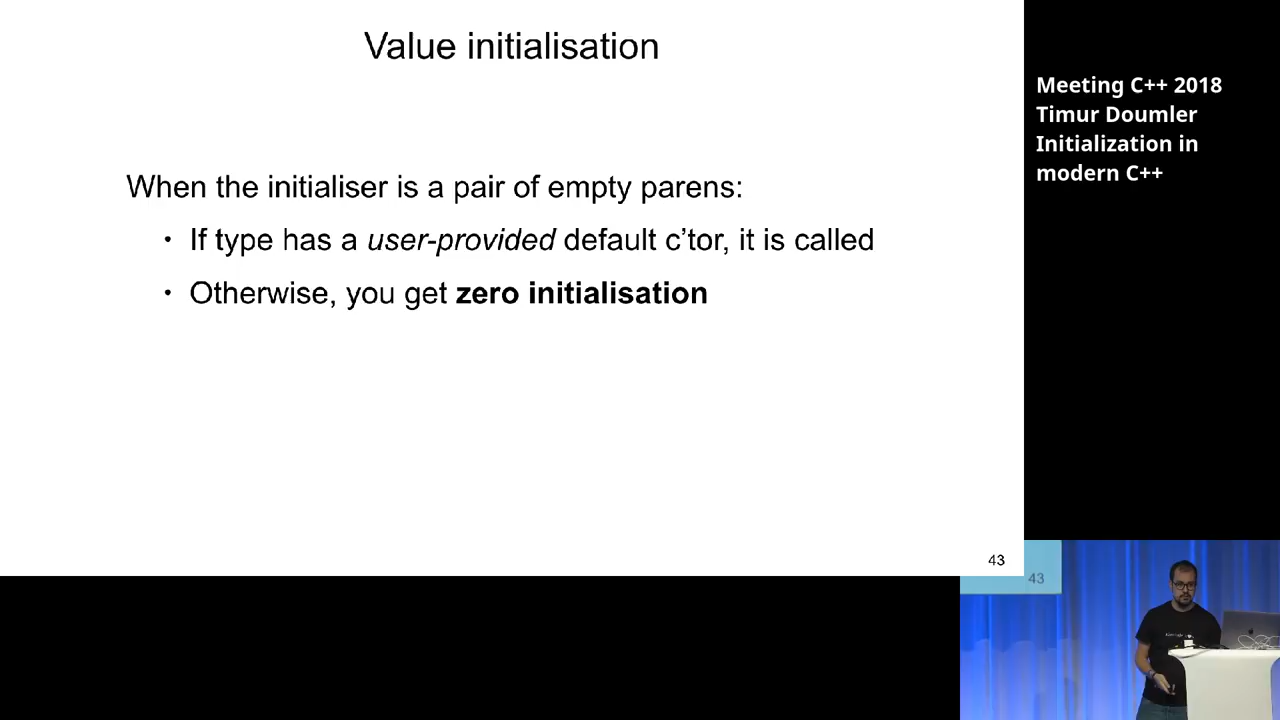 Value initialisation
When the initialiser is a pair of empty parens:
• If type has a user-provided default c’tor, it is called
• Otherwise, you get zero initialisation
43
Meeting C++ 2018
Timur Doumler
Initialization in
modern C++
43